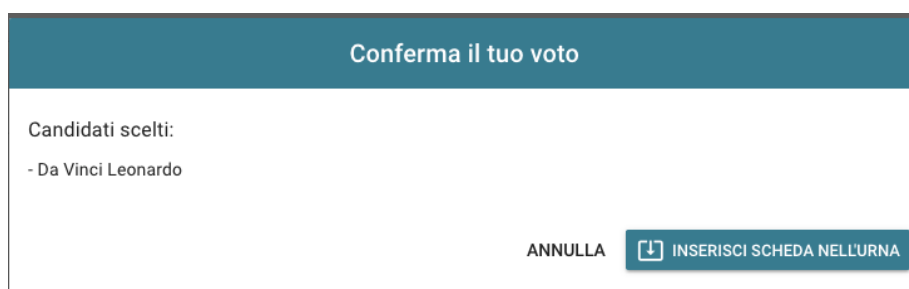 Conferma il tuo voto
Candidati scelti:
- Da Vinci Leonardo
ANNULLA INSERISCI SCHEDA NELL'URNA